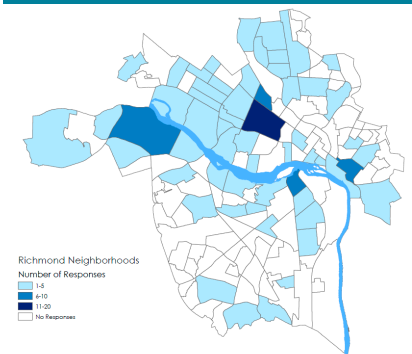 Richmond Neighborhoods
Number of Responses
1-5
6-10
11-20
No Responses